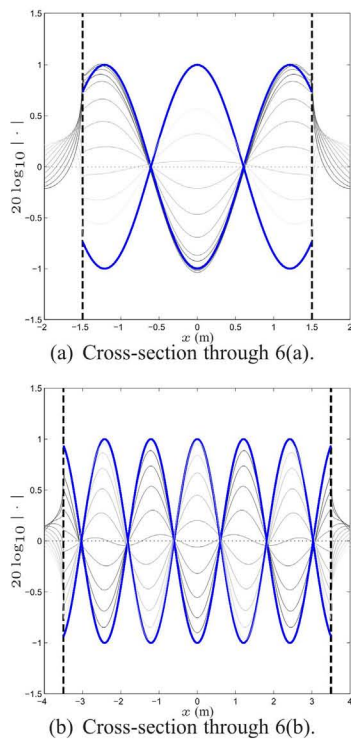 1.5
1
0.5
0
−0.5
−1
−1.5
20 log10 | · |
−2 −1.5 −1 −0.5 0 0.5 1 1.5 2
x (m)
(a) Cross-section through 6(a).
1.5
1
0.5
0
−0.5
−1
−1.5
20 log10 | · |
−4 −3 −2 −1 0 1 2 3 4
x (m)
(b) Cross-section through 6(b).